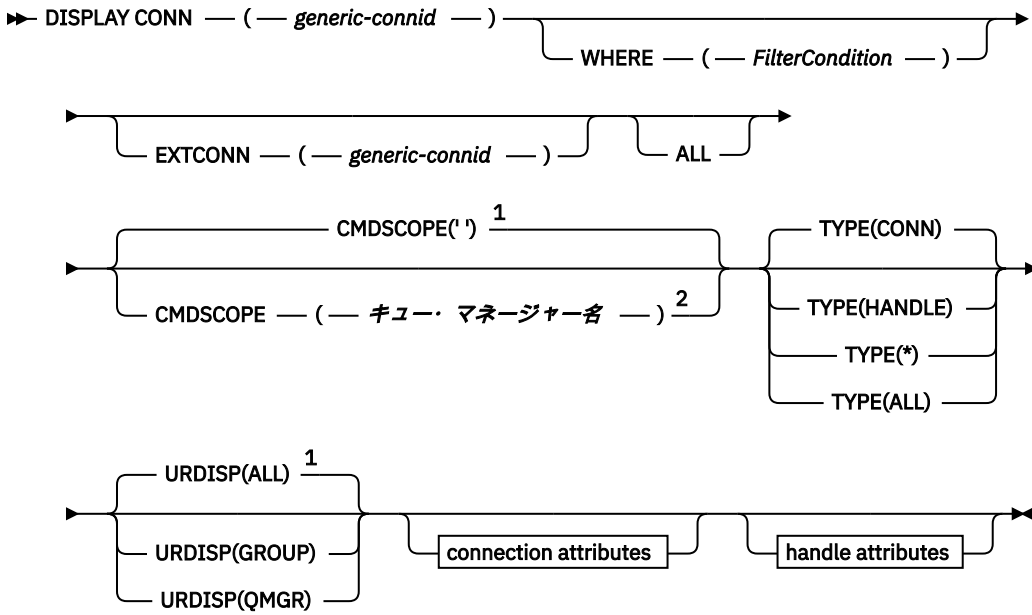 DISPLAY CONN ( generic-connid )
WHERE ( FilterCondition )
EXTCONN ( generic-connid )
ALL
CMDSCOPE(' ') 1
CMDSCOPE ( キュー・マネージャー名 ) 2
TYPE(CONN)
TYPE(HANDLE)
TYPE(*)
TYPE(ALL)
URDISP(ALL) 1
URDISP(GROUP)
URDISP(QMGR)
connection attributes
handle attributes